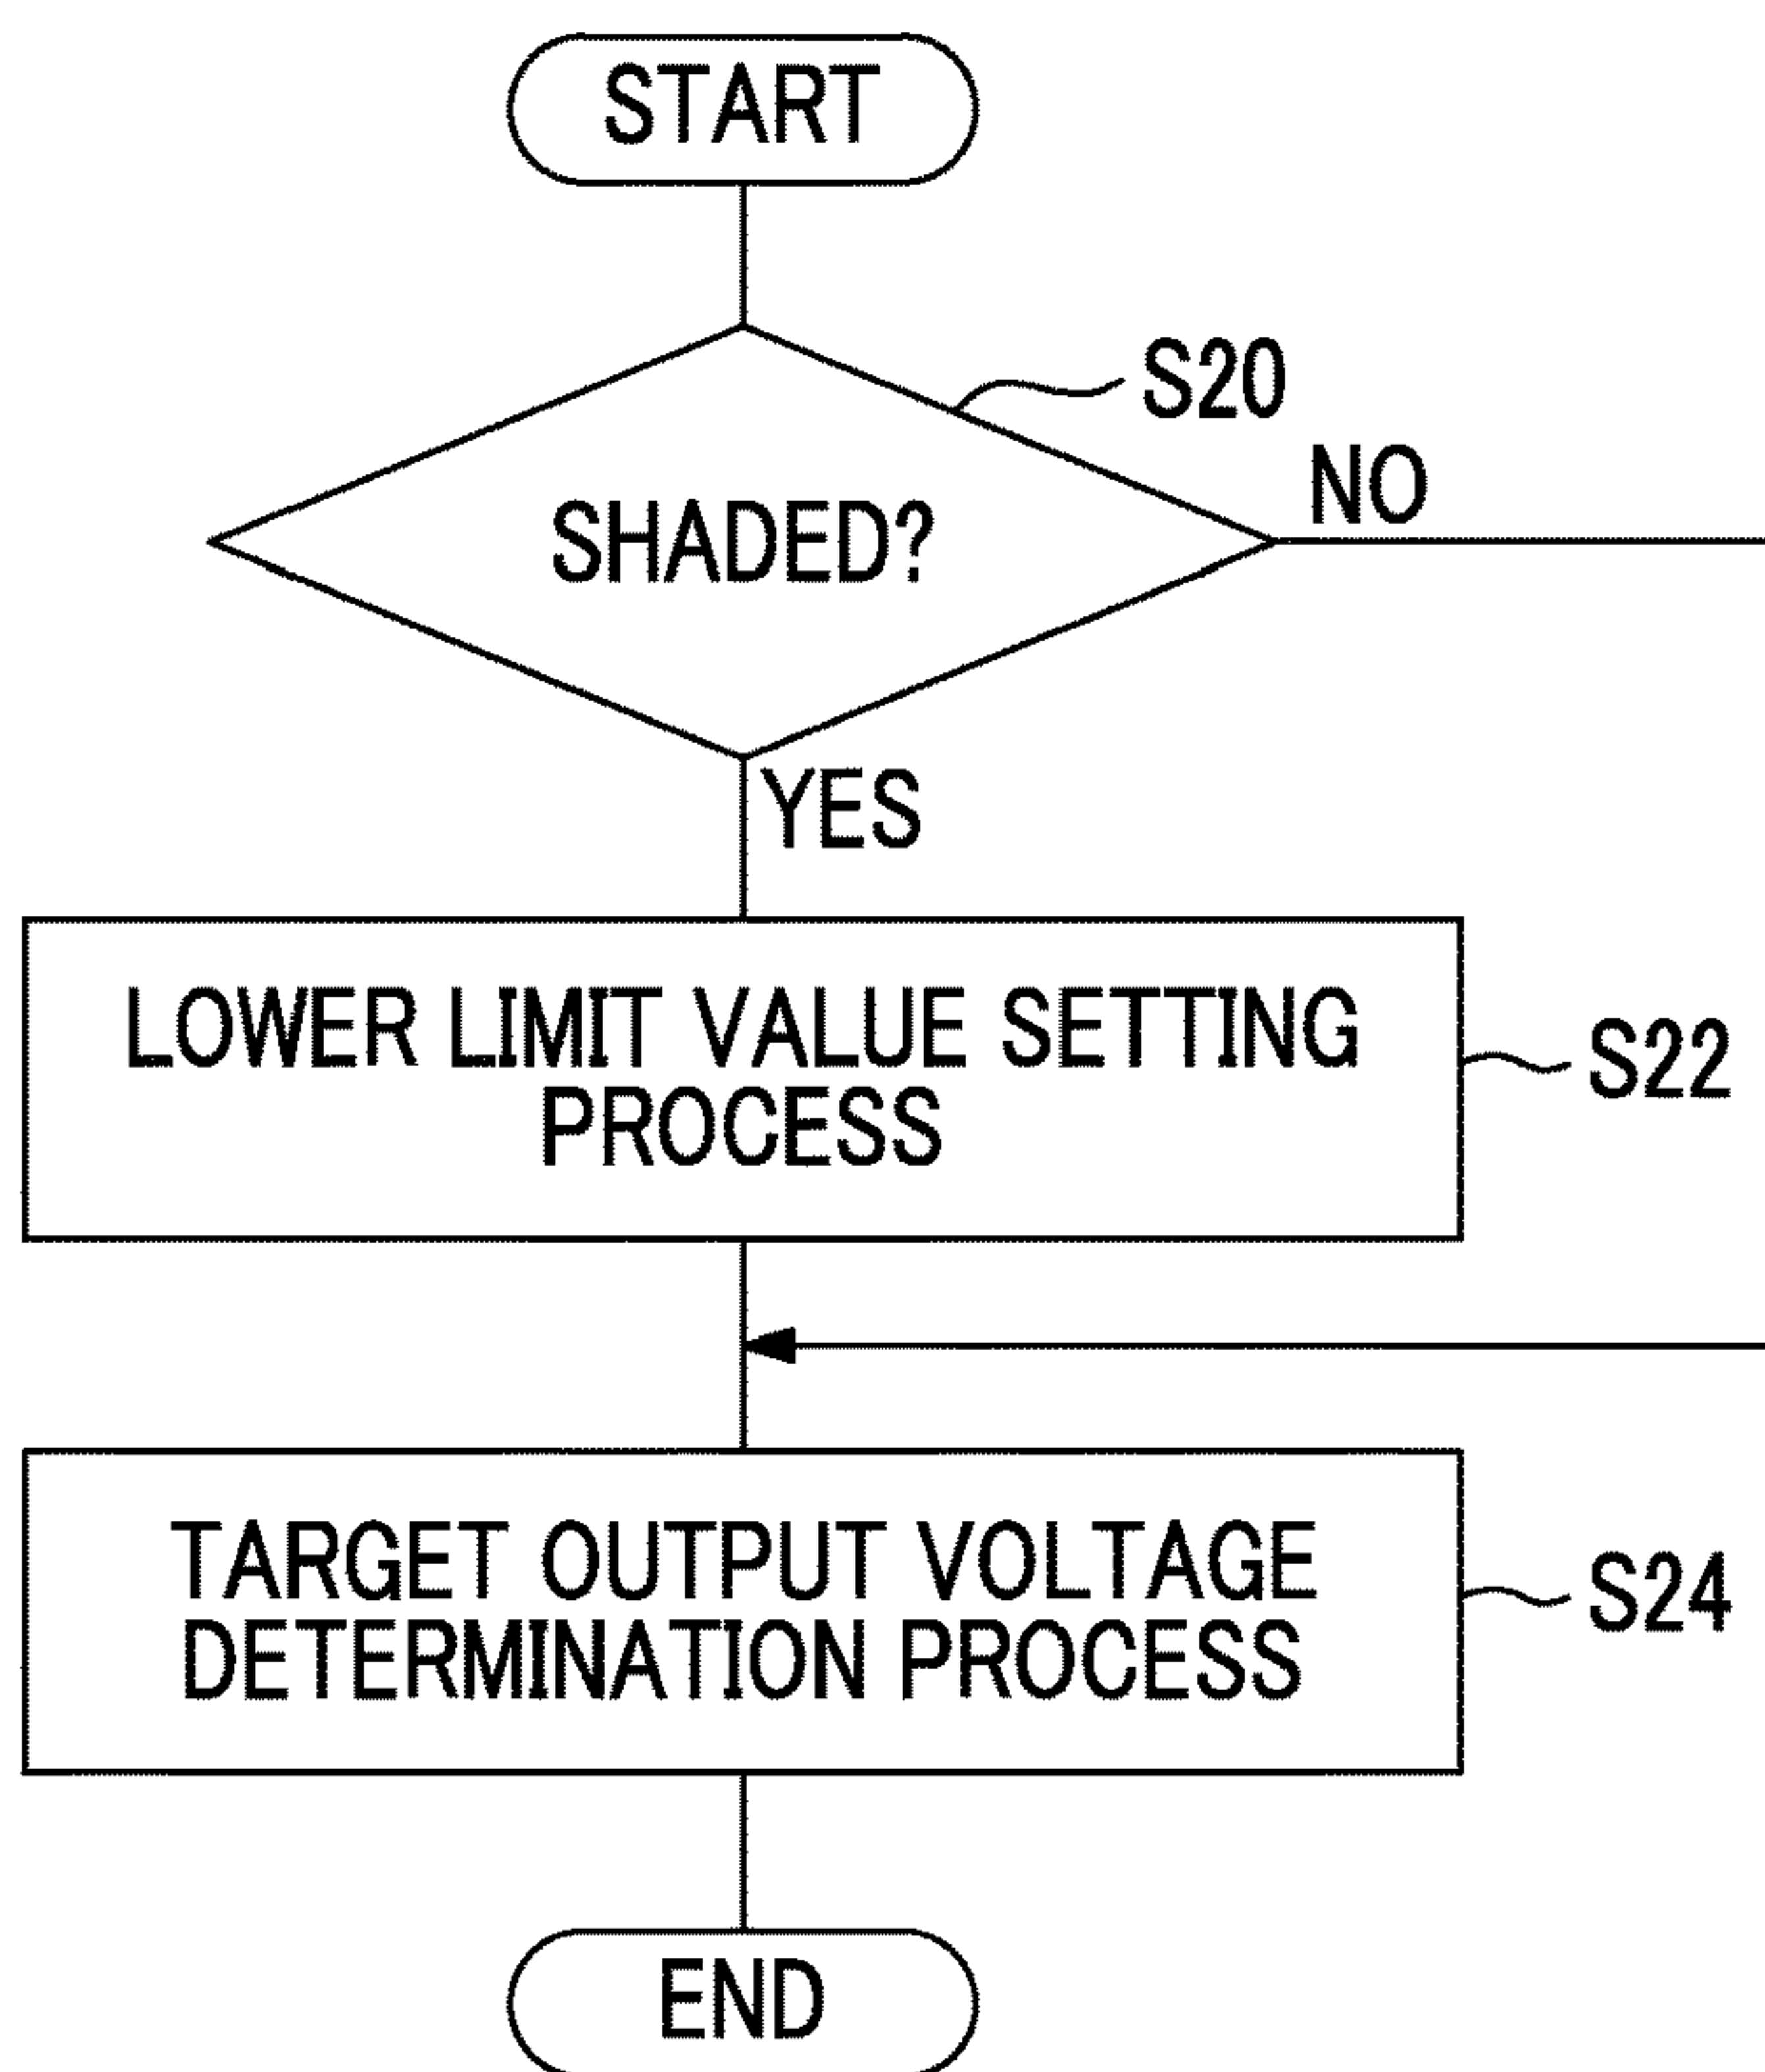 START
S20
NO
SHADED?
YES
LOWER LIMIT VALUE SETTING
PROCESS
S22
TARGET OUTPUT VOLTAGE
DETERMINATION PROCESS
S24
END